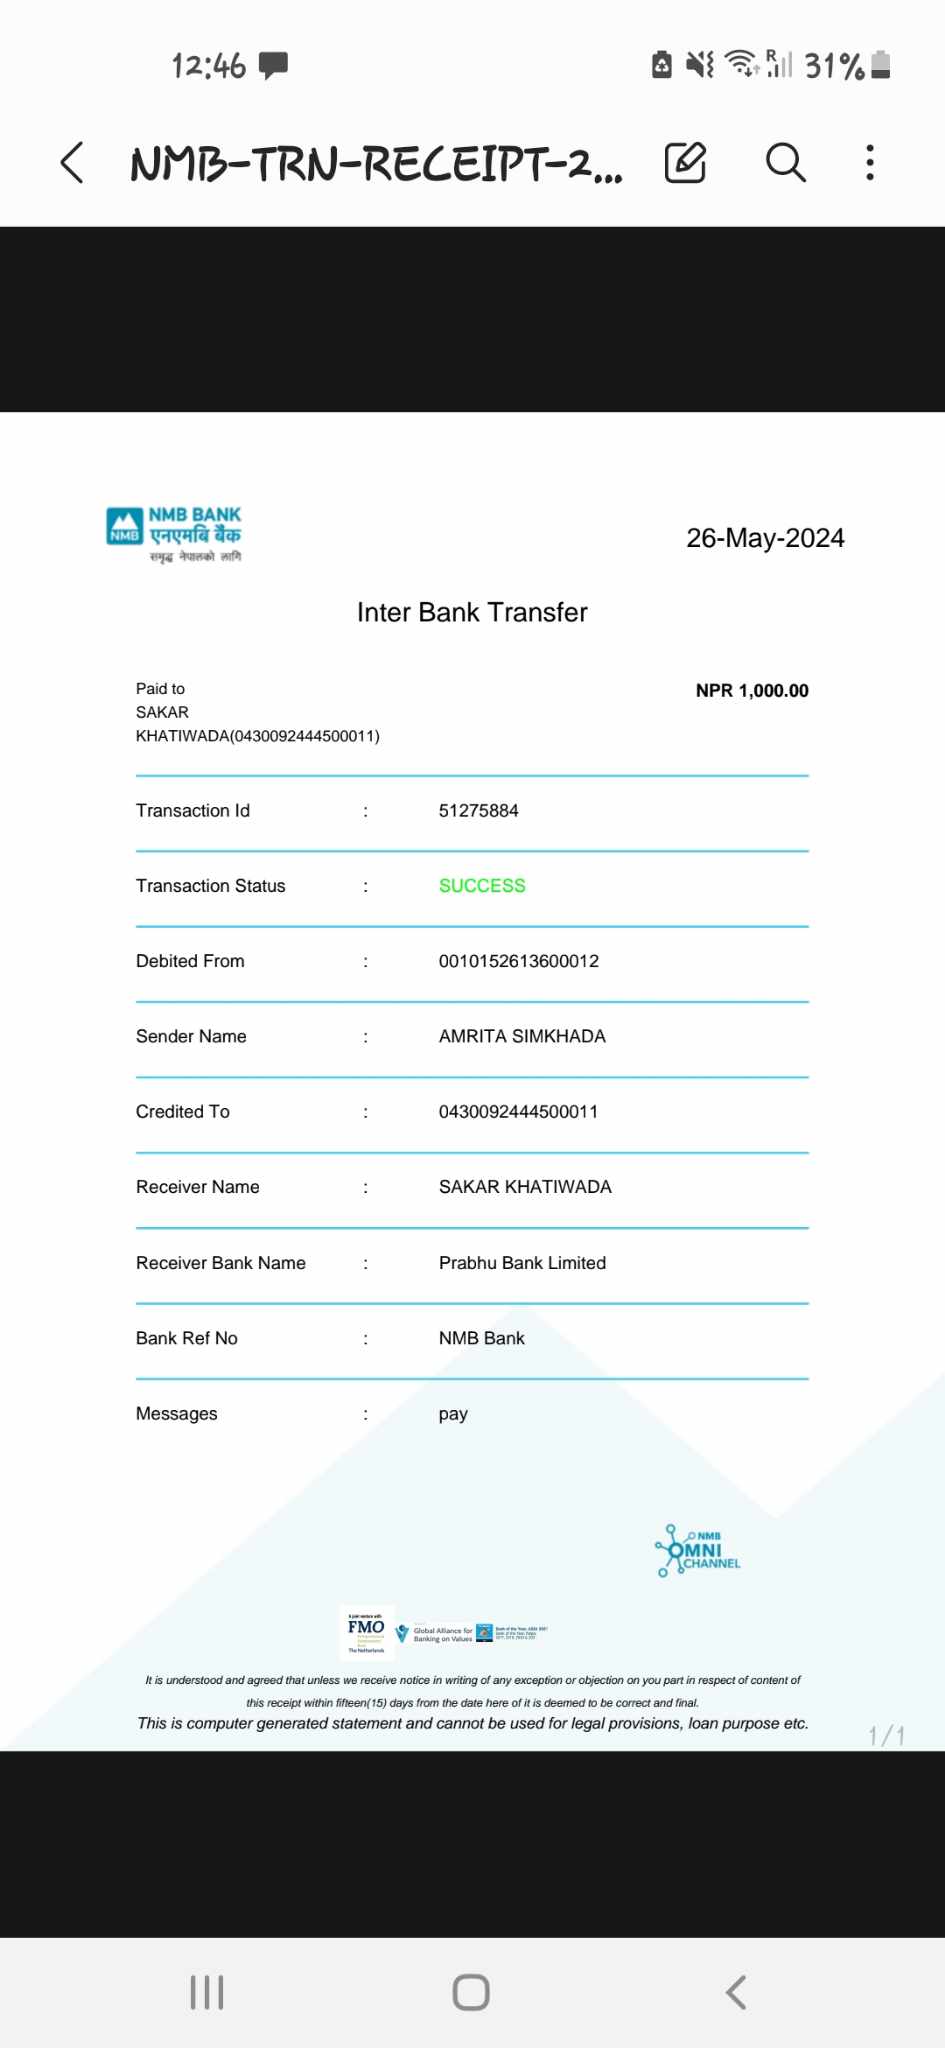 12:46 R 31%
NMB-TRN-RECEIPT-2...
NMB BANK
NMB एनएमबि बैंक
समृद्ध नेपालको लागि
26-May-2024
Inter Bank Transfer
Paid to NPR 1,000.00
SAKAR
KHATIWADA(0430092444500011)
Transaction Id : 51275884
Transaction Status : SUCCESS
Debited From : 0010152613600012
Sender Name : AMRITA SIMKHADA
Credited To : 0430092444500011
Receiver Name : SAKAR KHATIWADA
Receiver Bank Name : Prabhu Bank Limited
Bank Ref No : NMB Bank
Messages : pay
NMB
OMNI
CHANNEL
A joint venture with
FMO
The Netherlands
Global Alliance for
Banking on Values
It is understood and agreed that unless we receive notice in writing of any exception or objection on you part in respect of content of
this receipt within fifteen(15) days from the date here of it is deemed to be correct and final.
This is computer generated statement and cannot be used for legal provisions, loan purpose etc.
1/1